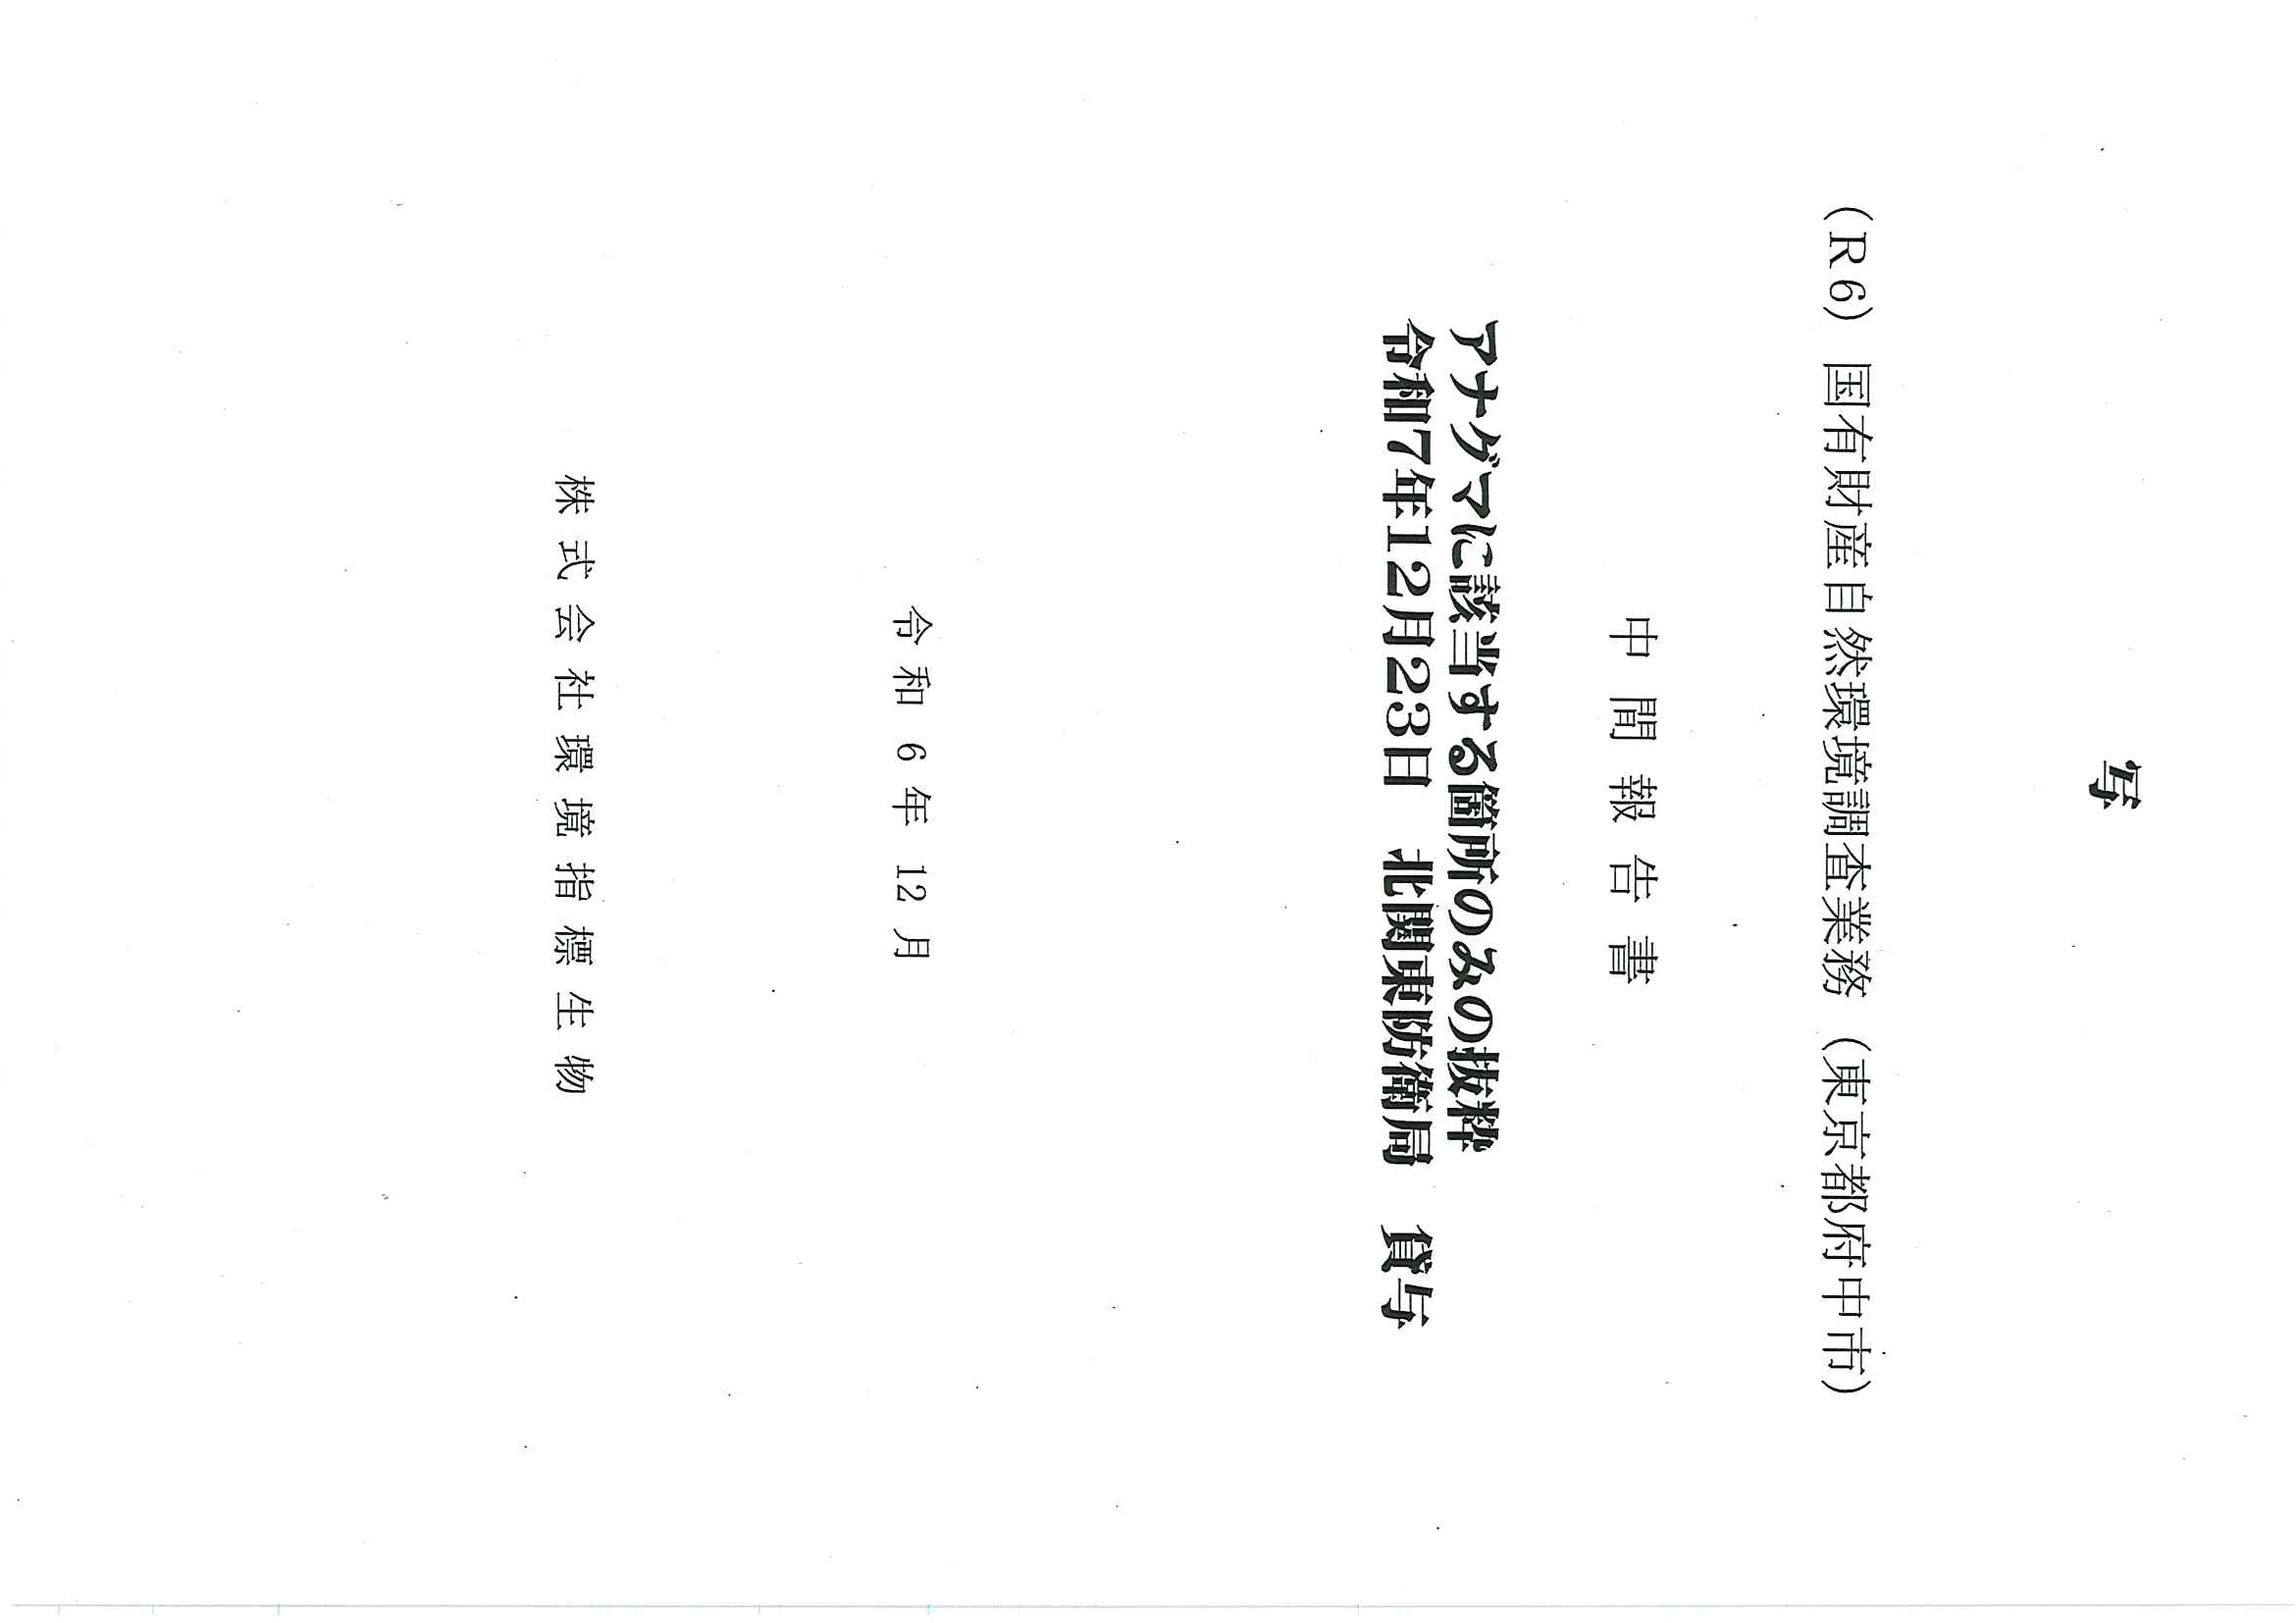 写
(R6) 国有財産自然環境調査業務 (東京都府中市)
中間報告書
アナグマに該当する箇所のみの抜粋
令和7年12月23日　北関東防衛局　貸与
令和 6 年 12 月
株式会社環境指標生物